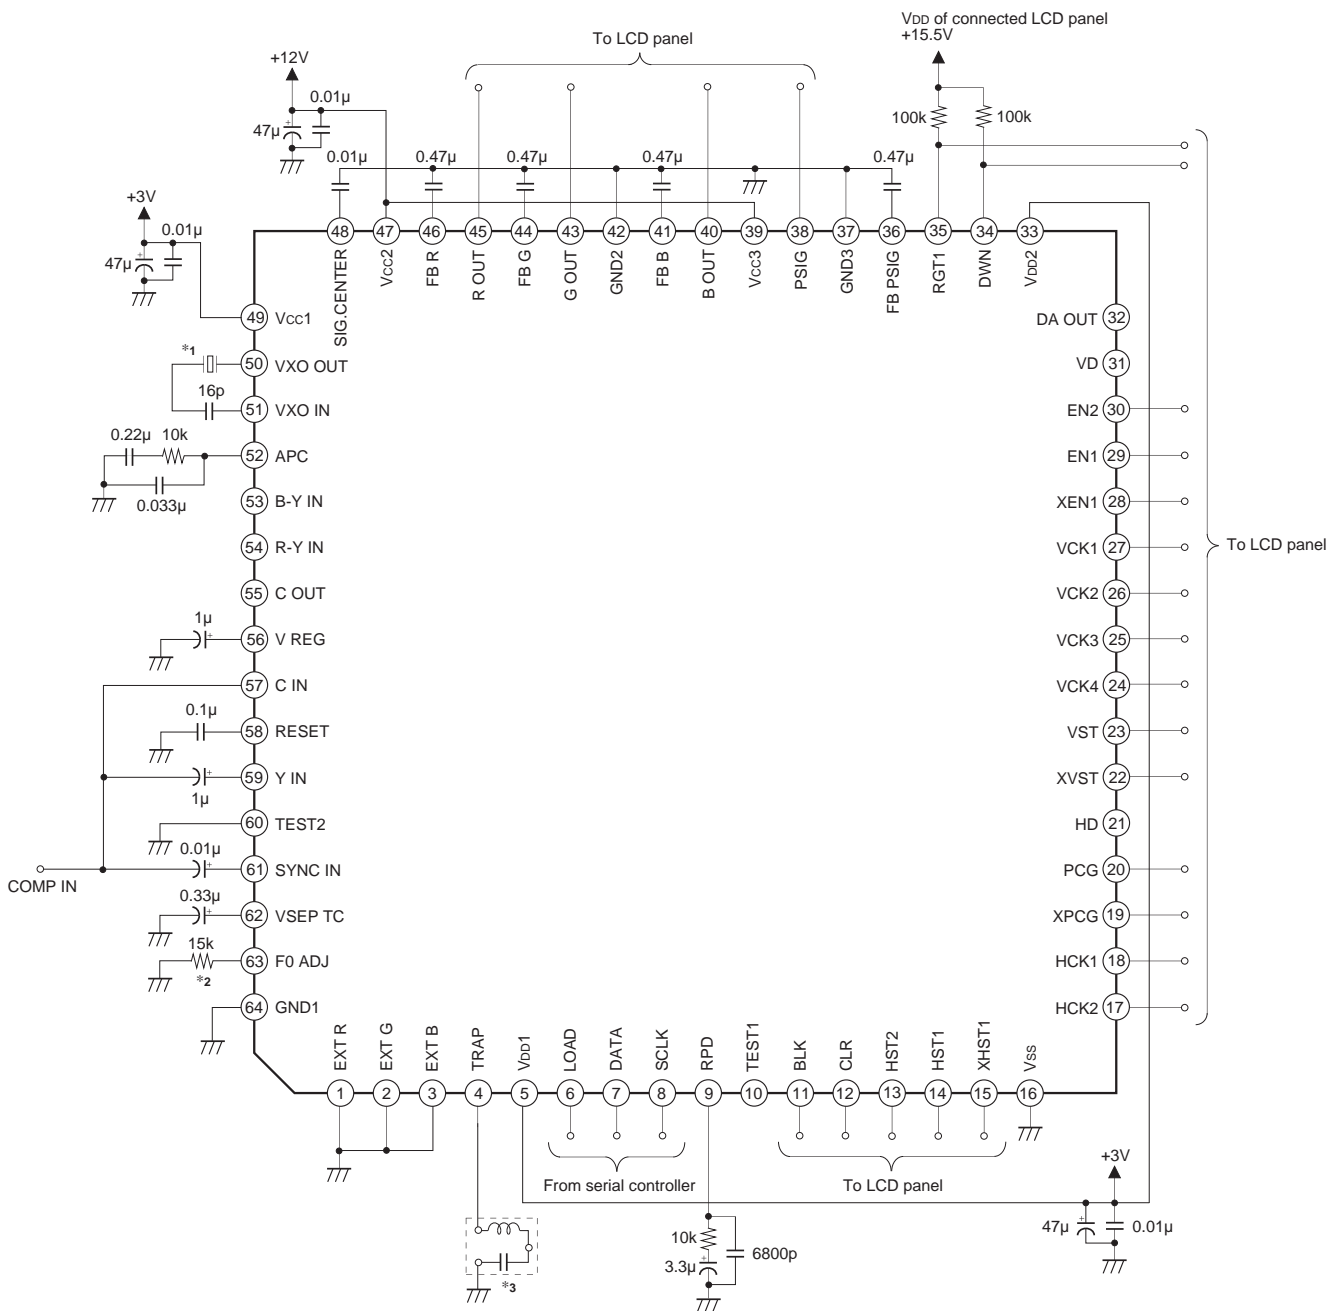 VDD of connected LCD panel
+15.5V
To LCD panel
+12V
0.01µ
47µ
100k
100k
0.01µ
0.47µ
0.47µ
0.47µ
0.47µ
+3V
0.01µ
47µ
48
47
46
45
44
43
42
41
40
39
38
37
36
35
34
33
SIG.CENTER
VCC2
FB R
R OUT
FB G
G OUT
GND2
FB B
B OUT
VCC3
PSIG
GND3
FB PSIG
RGT1
DWN
VDD2
49 VCC1
DA OUT 32
*1
50 VXO OUT
VD 31
16p
51 VXO IN
EN2 30
0.22µ
10k
52 APC
EN1 29
0.033µ
53 B-Y IN
XEN1 28
54 R-Y IN
VCK1 27
To LCD panel
55 C OUT
VCK2 26
1µ
56 V REG
VCK3 25
57 C IN
VCK4 24
0.1µ
58 RESET
VST 23
59 Y IN
XVST 22
1µ
60 TEST2
HD 21
0.01µ
61 SYNC IN
PCG 20
COMP IN
0.33µ
62 VSEP TC
XPCG 19
15k
63 F0 ADJ
HCK1 18
*2
64 GND1
HCK2 17
EXT R
EXT G
EXT B
TRAP
VDD1
LOAD
DATA
SCLK
RPD
TEST1
BLK
CLR
HST2
HST1
XHST1
VSS
1
2
3
4
5
6
7
8
9
10
11
12
13
14
15
16
+3V
From serial controller
To LCD panel
47µ
0.01µ
10k
6800p
3.3µ
*3